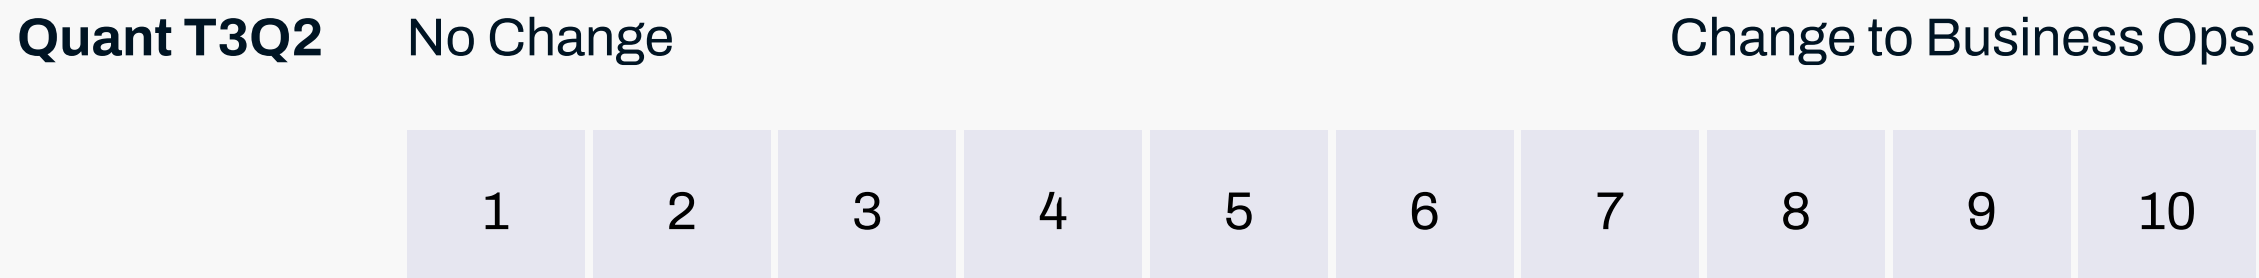 Quant T3Q2 No Change Change to Business Ops
1 2 3 4 5 6 7 8 9 10